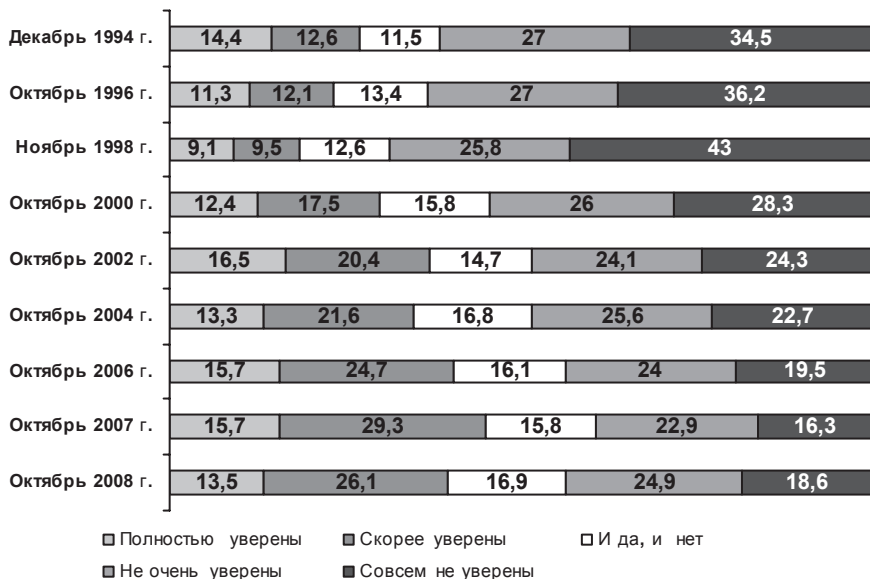 Декабрь 1994 г. 14,4 12,6 11,5 27 34,5
Октябрь 1996 г. 11,3 12,1 13,4 27 36,2
Ноябрь 1998 г. 9,1 9,5 12,6 25,8 43
Октябрь 2000 г. 12,4 17,5 15,8 26 28,3
Октябрь 2002 г. 16,5 20,4 14,7 24,1 24,3
Октябрь 2004 г. 13,3 21,6 16,8 25,6 22,7
Октябрь 2006 г. 15,7 24,7 16,1 24 19,5
Октябрь 2007 г. 15,7 29,3 15,8 22,9 16,3
Октябрь 2008 г. 13,5 26,1 16,9 24,9 18,6
Полностью уверены Скорее уверены И да, и нет
Не очень уверены Совсем не уверены